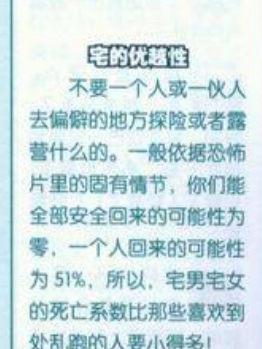 宅的优越性
不要一个人或一伙人
去偏僻的地方探险或者露
营什么的。一般依据恐怖
片里的固有情节，你们能
全部安全回来的可能性为
零，一个人回来的可能性
为 51%，所以，宅男宅女
的死亡系数比那些喜欢到
处乱跑的人要小得多！